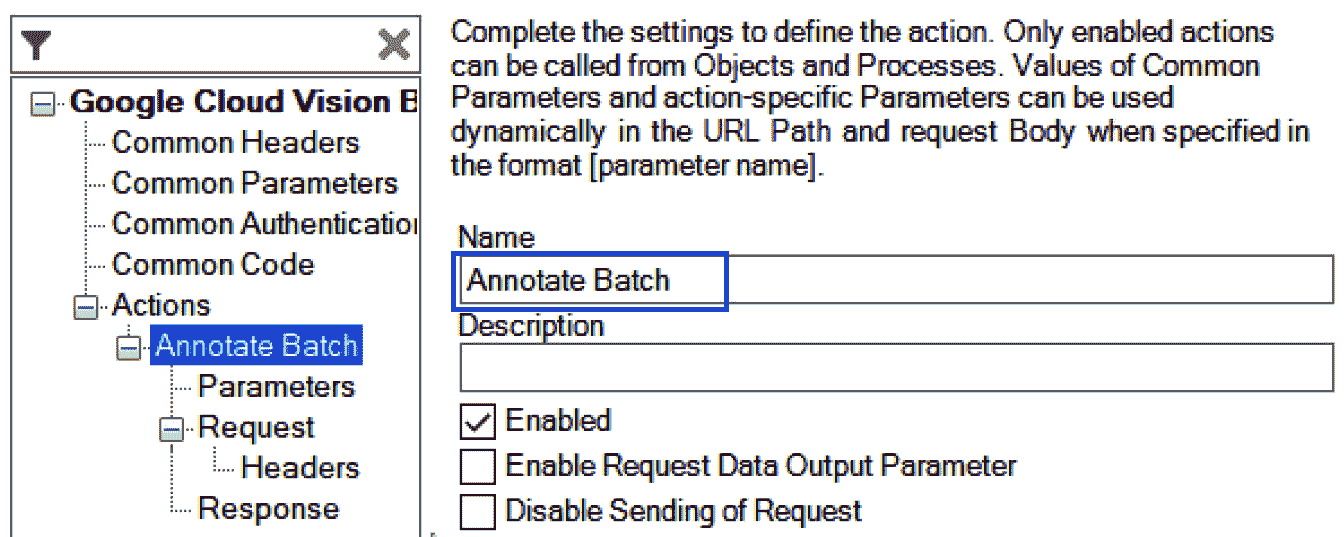 Google Cloud Vision B
Common Headers
Common Parameters
Common Authentication
Common Code
Actions
Annotate Batch
Parameters
Request
Headers
Response
Complete the settings to define the action. Only enabled actions
can be called from Objects and Processes. Values of Common
Parameters and action-specific Parameters can be used
dynamically in the URL Path and request Body when specified in
the format [parameter name].
Name
Annotate Batch
Description
Enabled
Enable Request Data Output Parameter
Disable Sending of Request